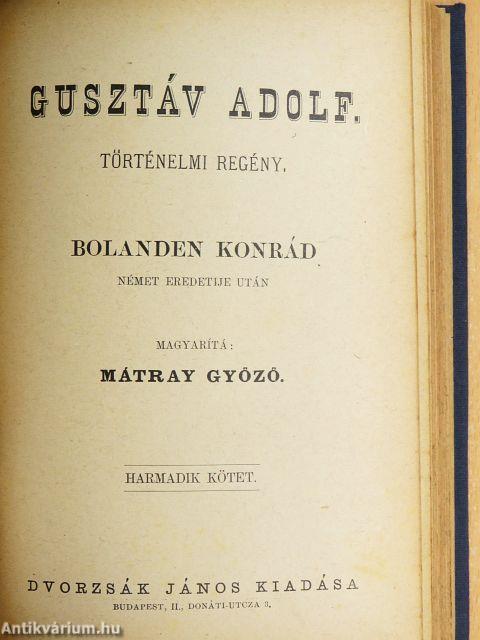 GUSZTÁV ADOLF.
TÖRTÉNELMI REGÉNY,
BOLANDEN KONRÁD
NÉMET EREDETIJE UTÁN
MAGYARÍTÁ:
MÁTRAY GYŐZŐ.
HARMADIK KÖTET.
DVORZSÁK JÁNOS KIADÁSA
BUDAPEST, II., DONÁTI-UTCZA 3.
Antikvárium.hu